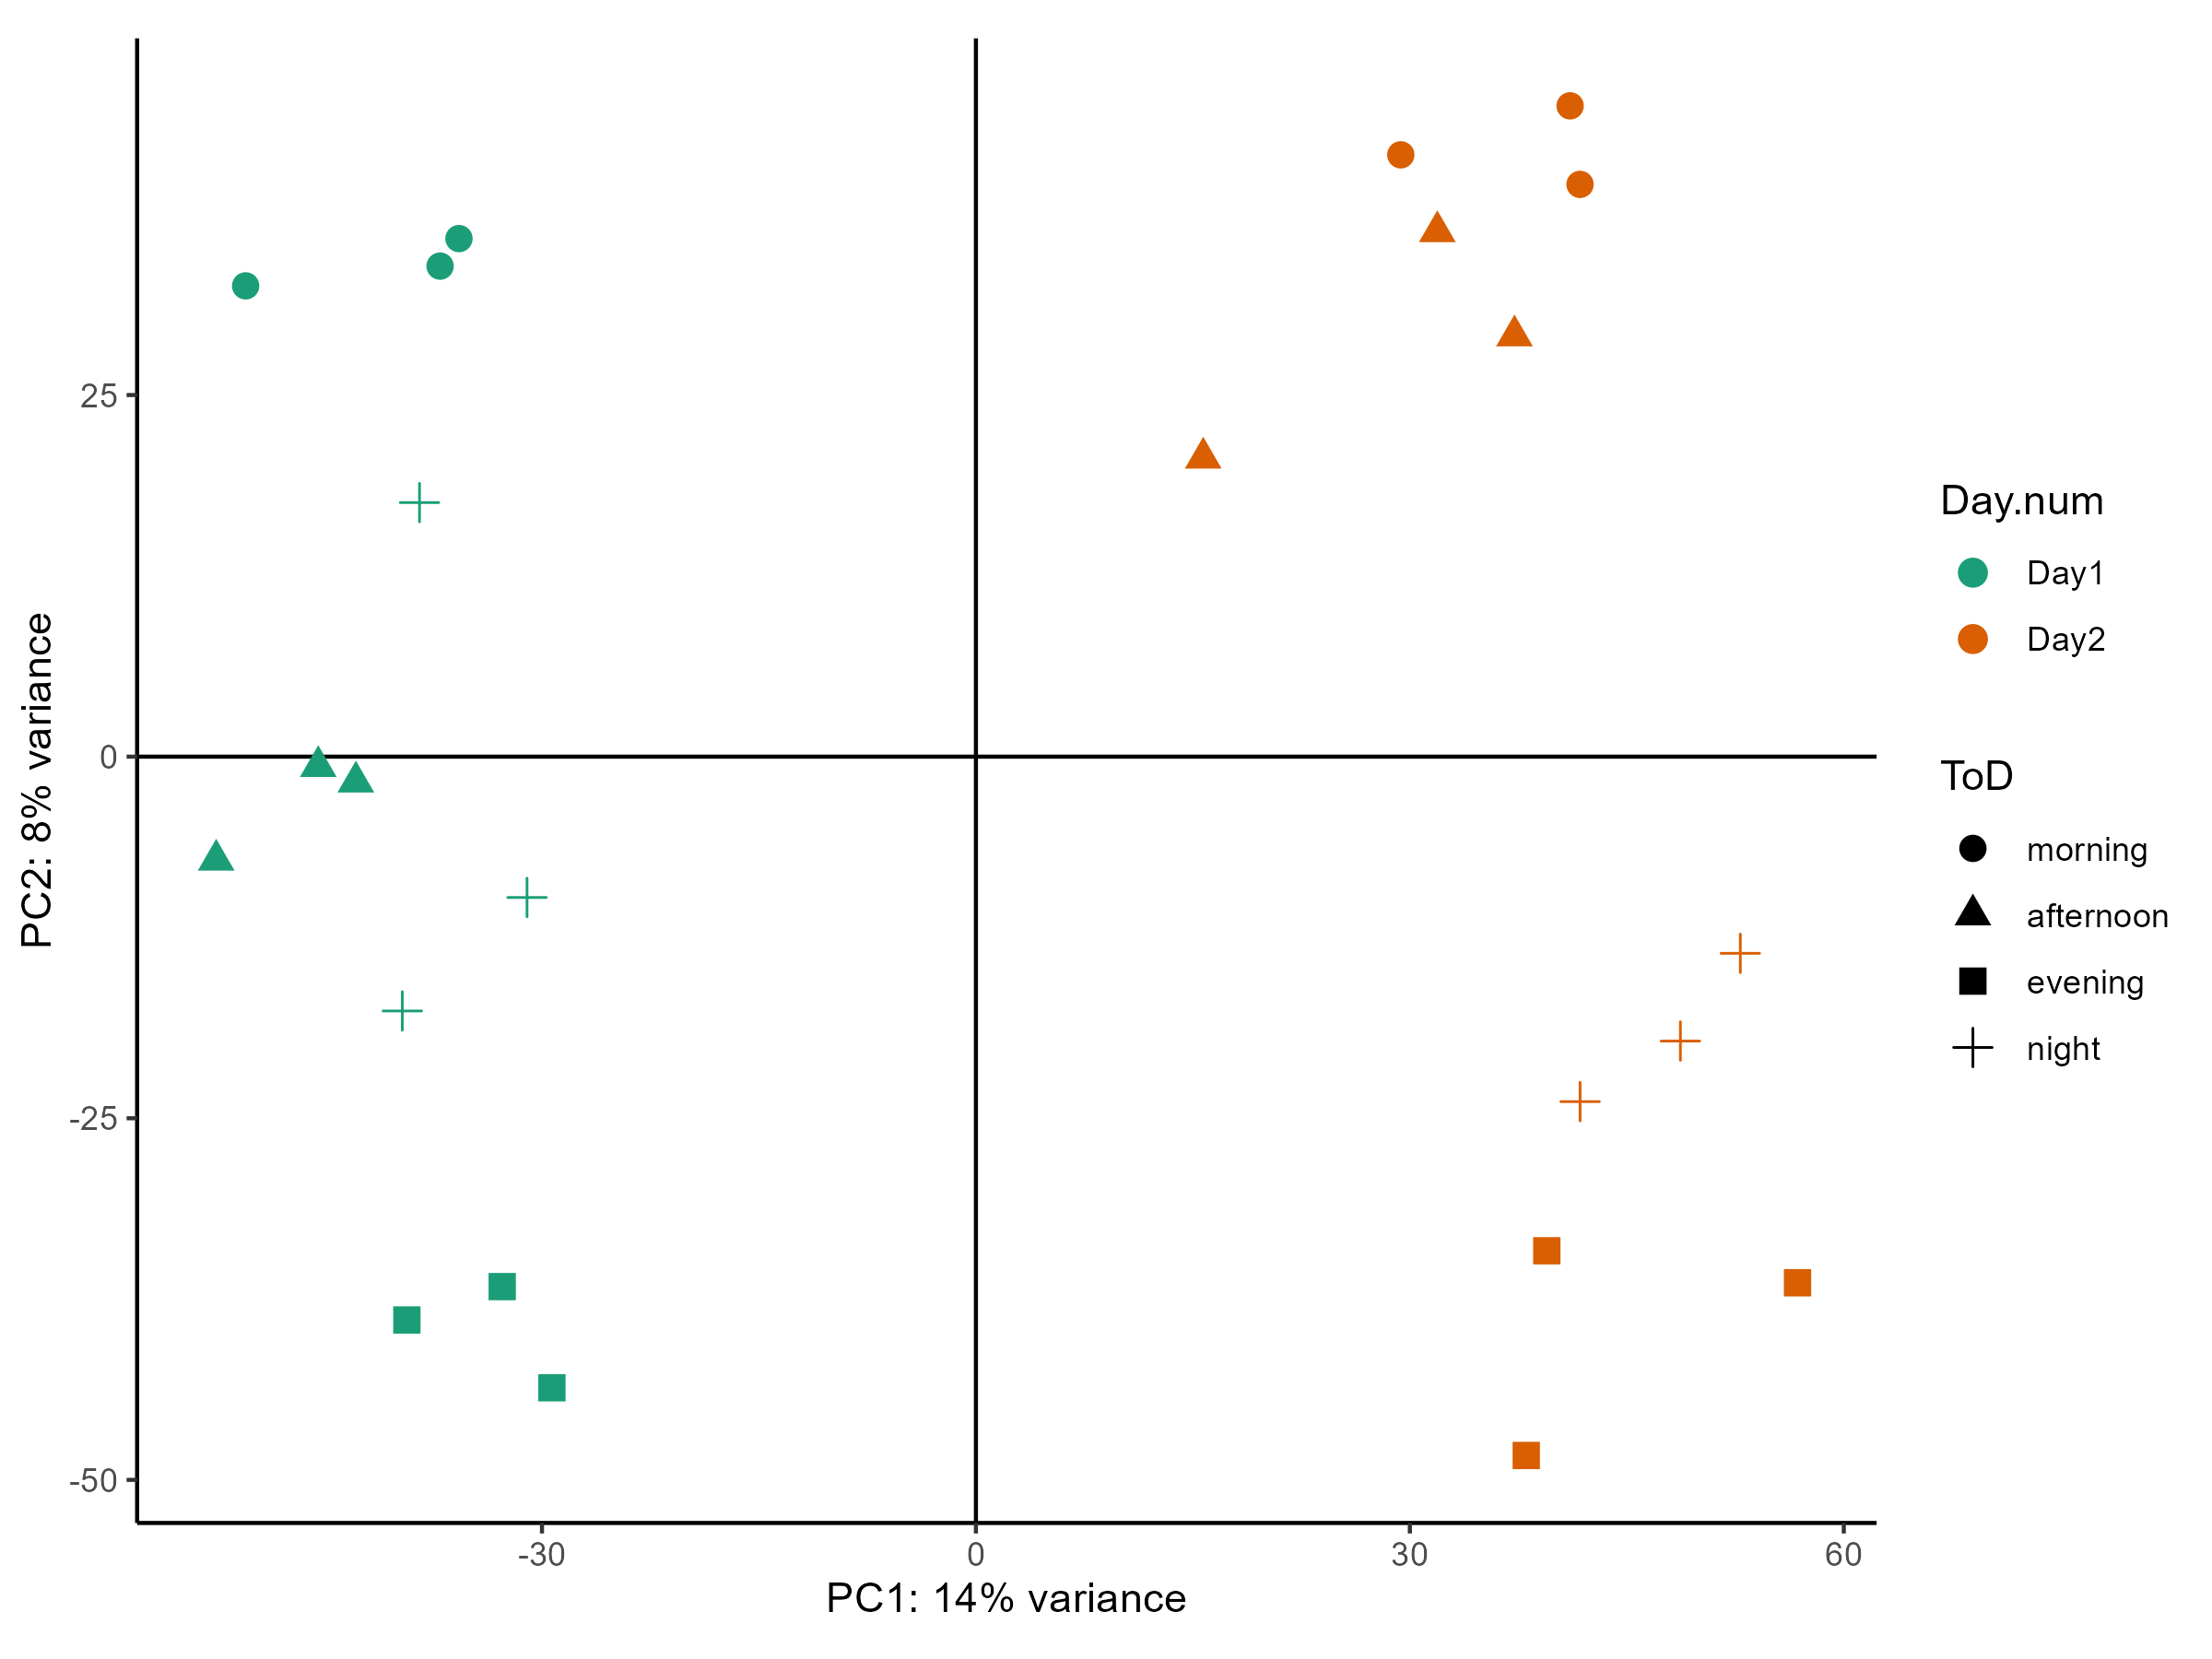 PC2: 8% variance
25
0
-25
-50
-30
0
30
60
PC1: 14% variance
Day.num
Day1
Day2
ToD
morning
afternoon
evening
night